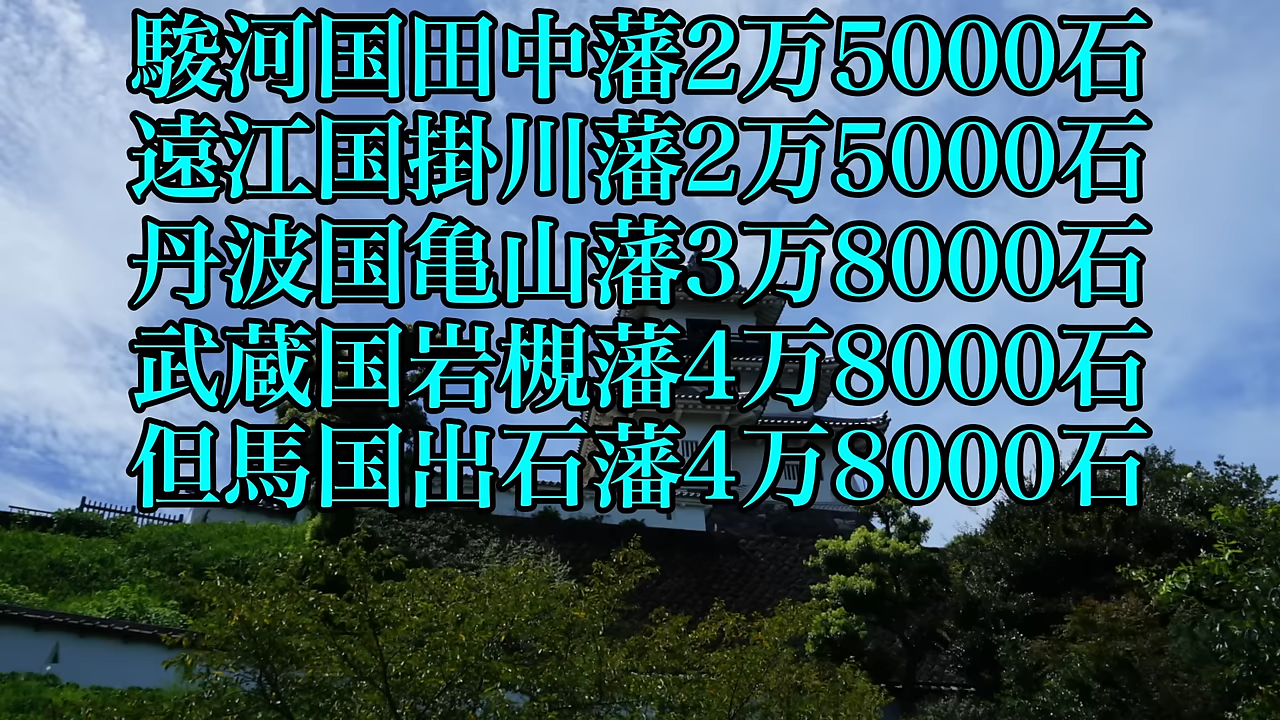 駿河国田中藩2万5000石
遠江国掛川藩2万5000石
丹波国亀山藩3万8000石
武蔵国岩槻藩4万8000石
但馬国出石藩4万8000石